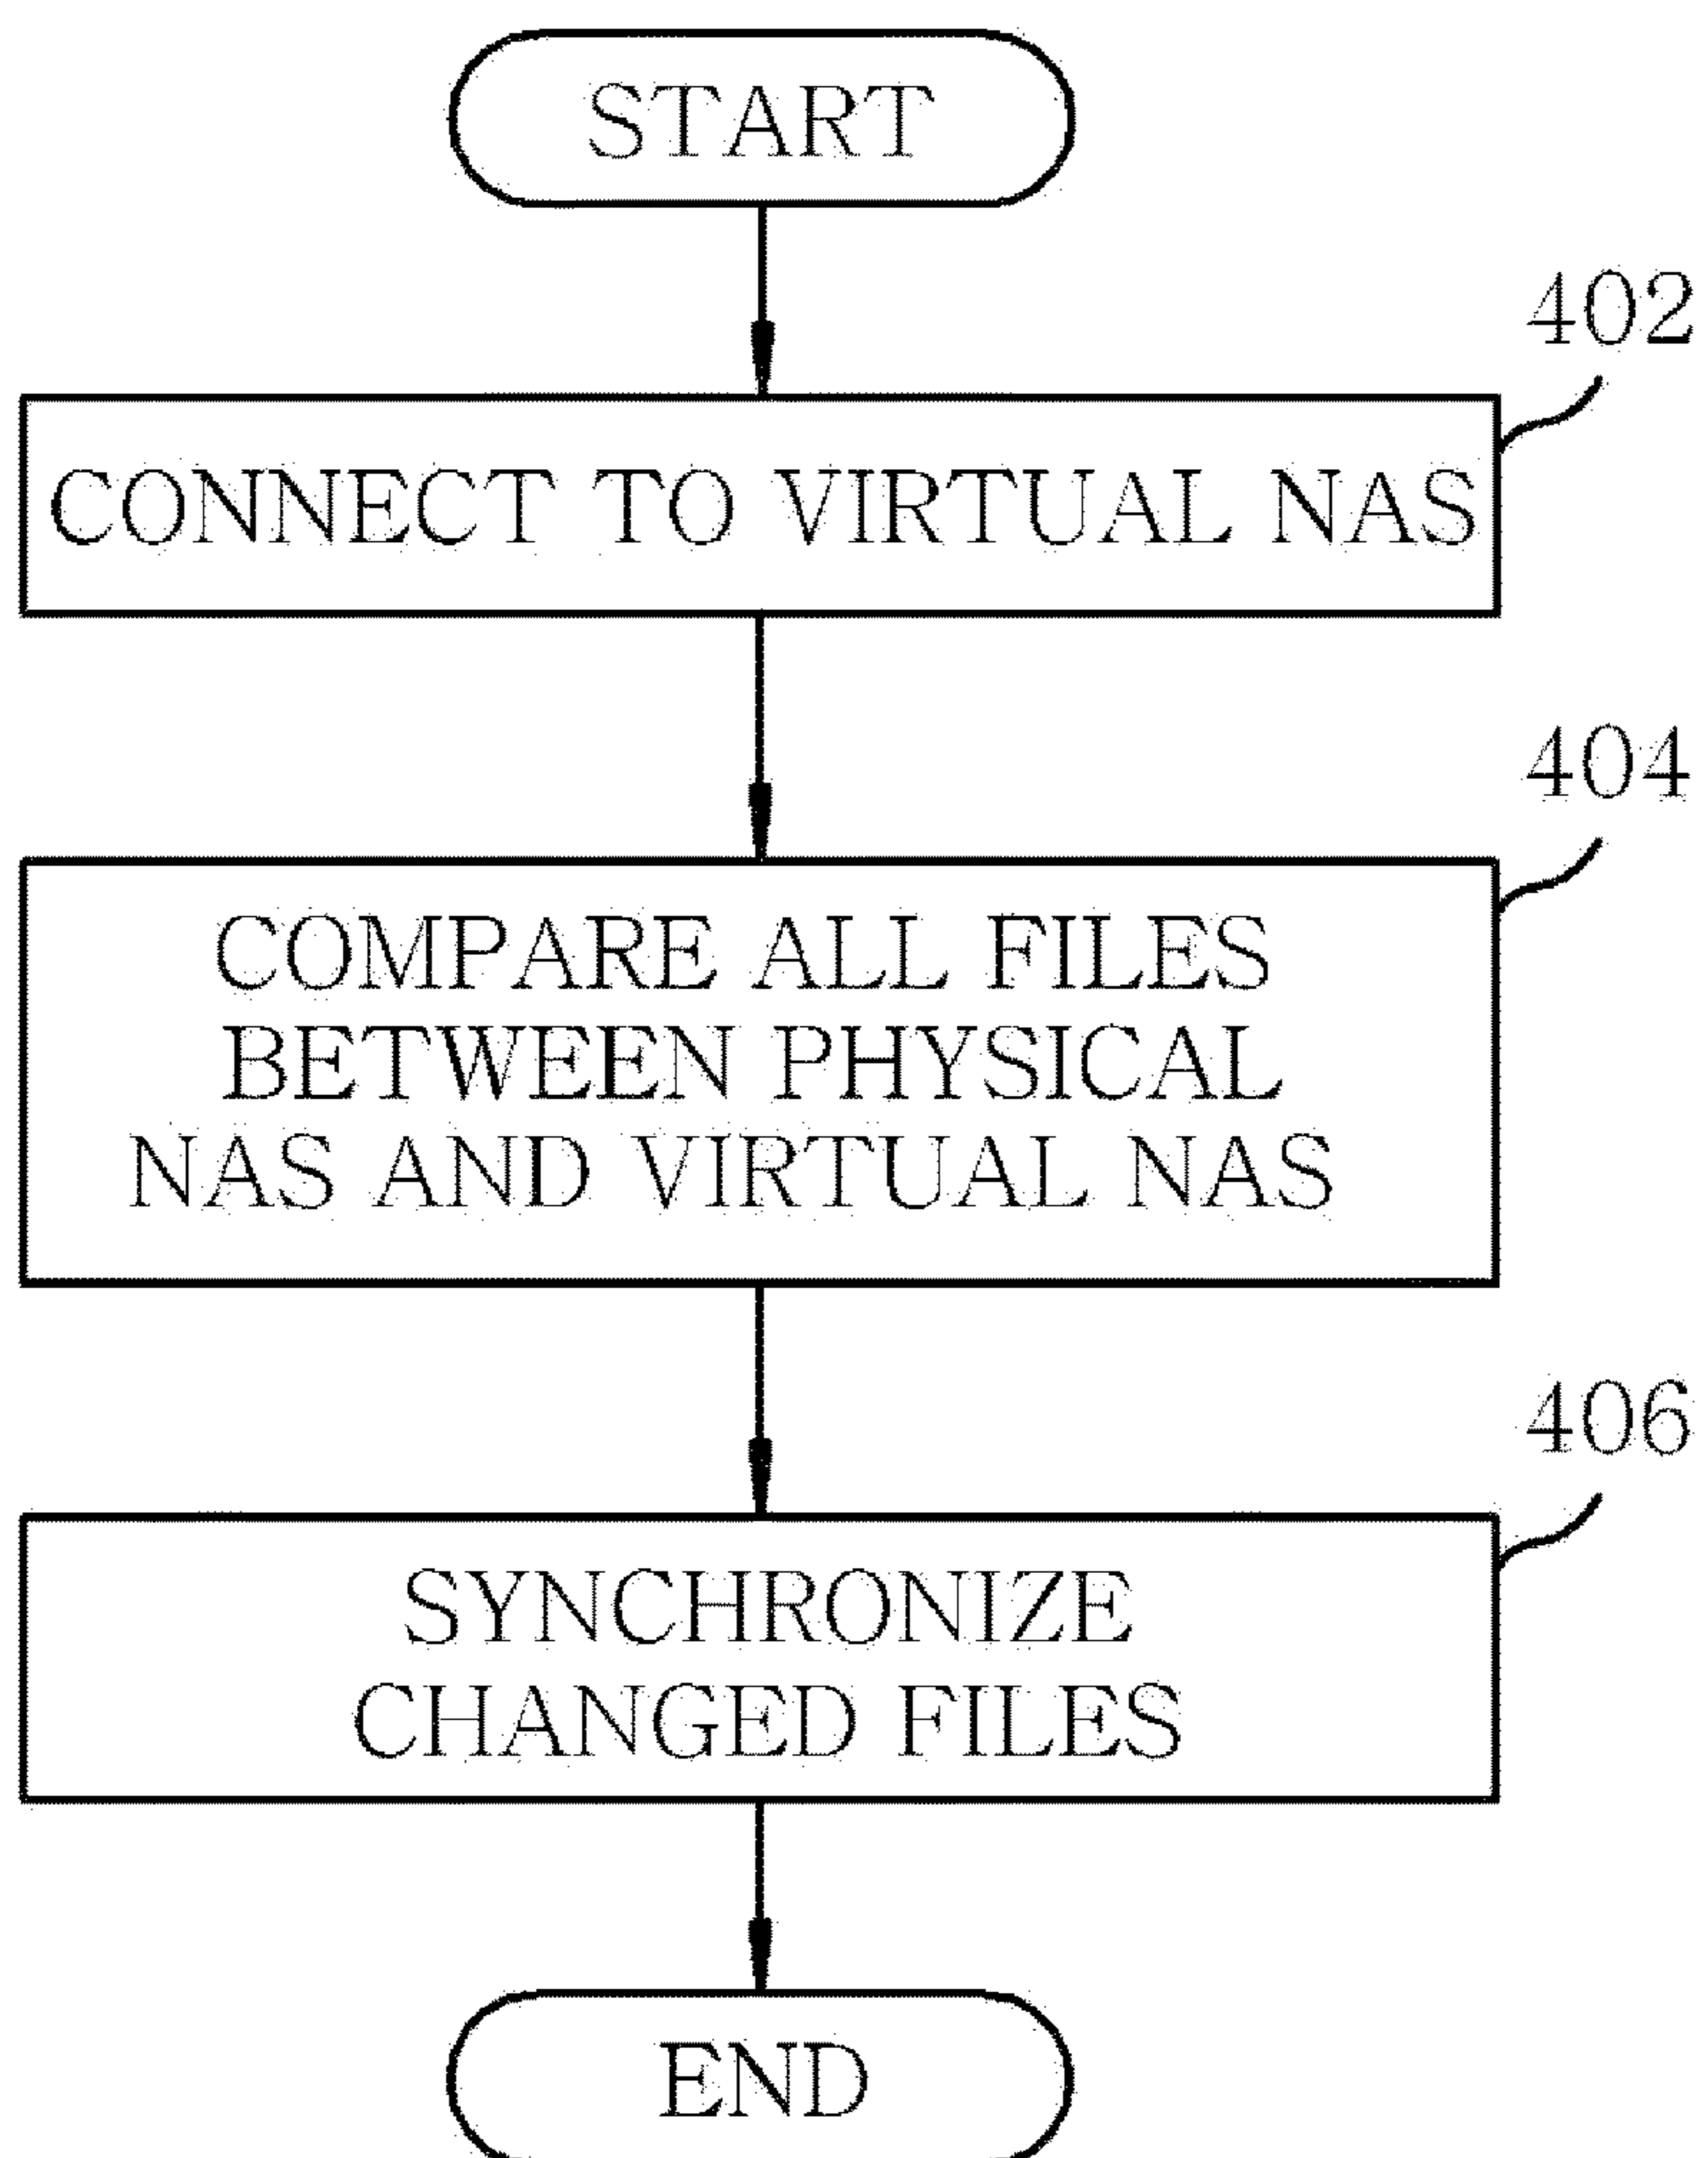 START
402
CONNECT TO VIRTUAL NAS
404
COMPARE ALL FILES
BETWEEN PHYSICAL
NAS AND VIRTUAL NAS
406
SYNCHRONIZE
CHANGED FILES
END